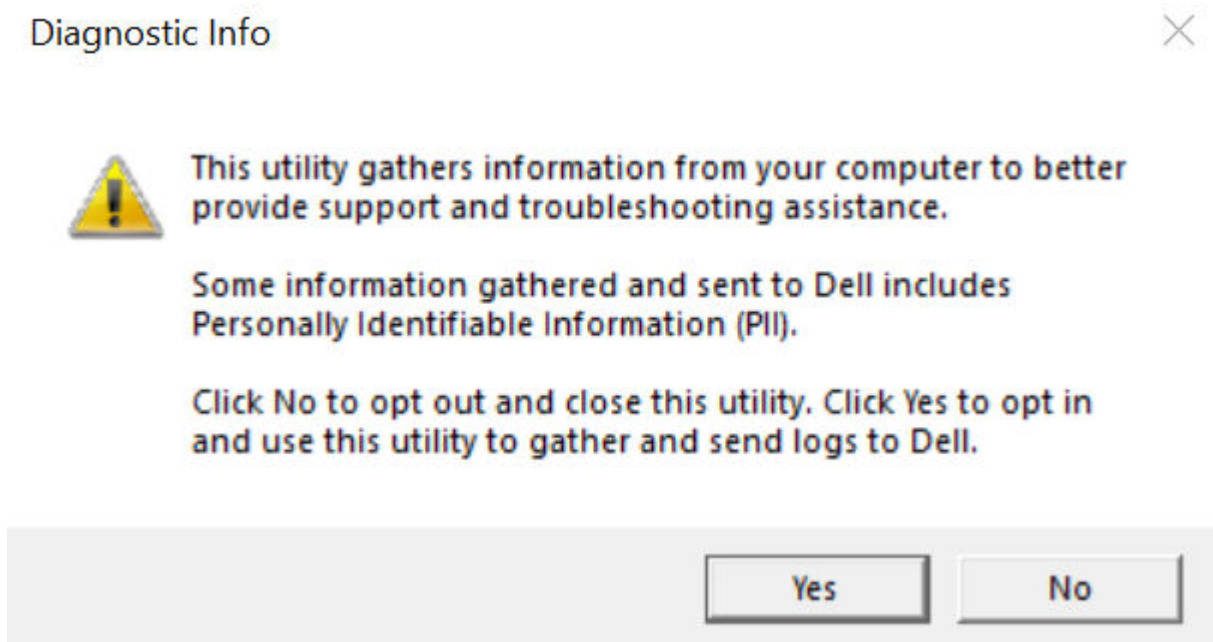 Diagnostic Info
This utility gathers information from your computer to better
provide support and troubleshooting assistance.
Some information gathered and sent to Dell includes
Personally Identifiable Information (PII).
Click No to opt out and close this utility. Click Yes to opt in
and use this utility to gather and send logs to Dell.
Yes No